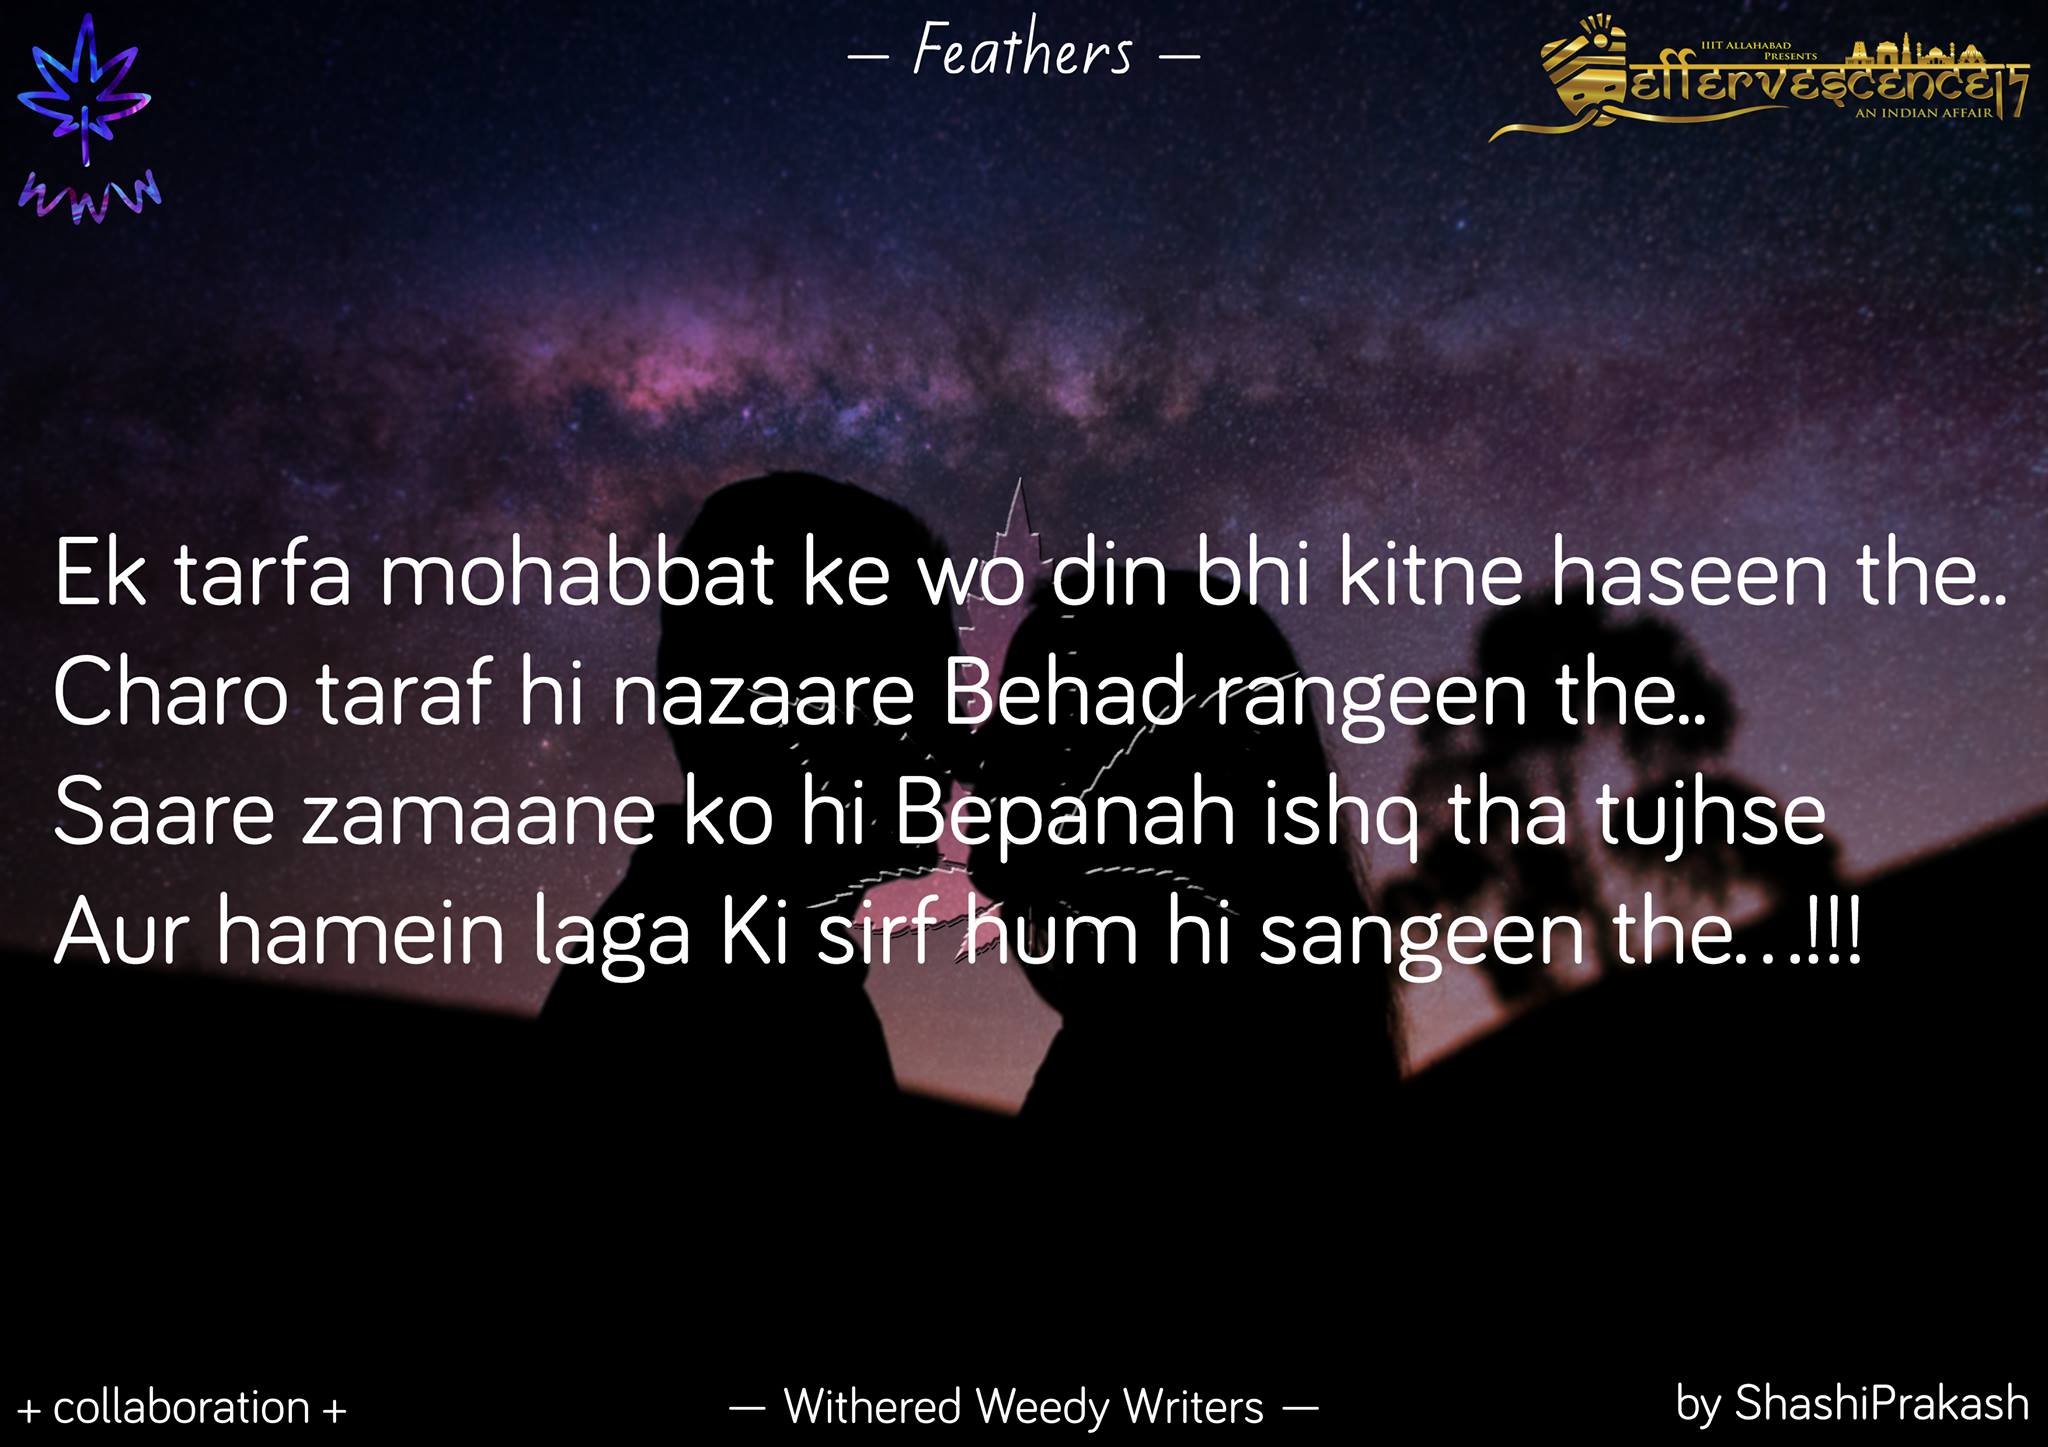 — Feathers —
WWW
IIIT ALLAHABAD
PRESENTS
effervescence17
AN INDIAN AFFAIR
Ek tarfa mohabbat ke wo din bhi kitne haseen the..
Charo taraf hi nazaare Behad rangeen the..
Saare zamaane ko hi Bepanah ishq tha tujhse
Aur hamein laga Ki sirf hum hi sangeen the...!!!
+ collaboration +
— Withered Weedy Writers —
by ShashiPrakash